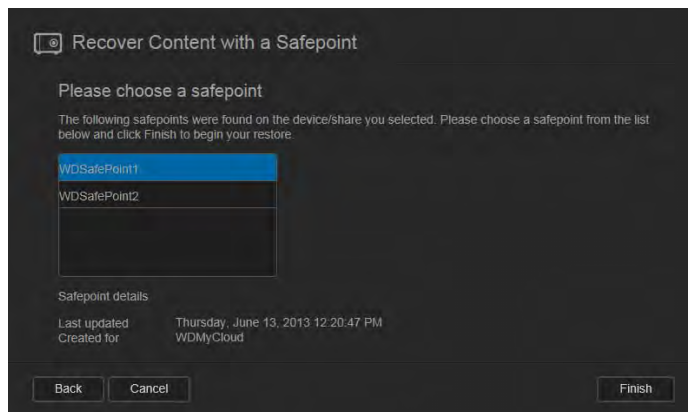 Recover Content with a Safepoint
Please choose a safepoint
The following safepoints were found on the device/share you selected. Please choose a safepoint from the list
below and click Finish to begin your restore
WDSafePoint1
WDSafePoint2
Safepoint details
Last updated Thursday, June 13, 2013 12:20:47 PM
Created for WDMyCloud
Back Cancel Finish